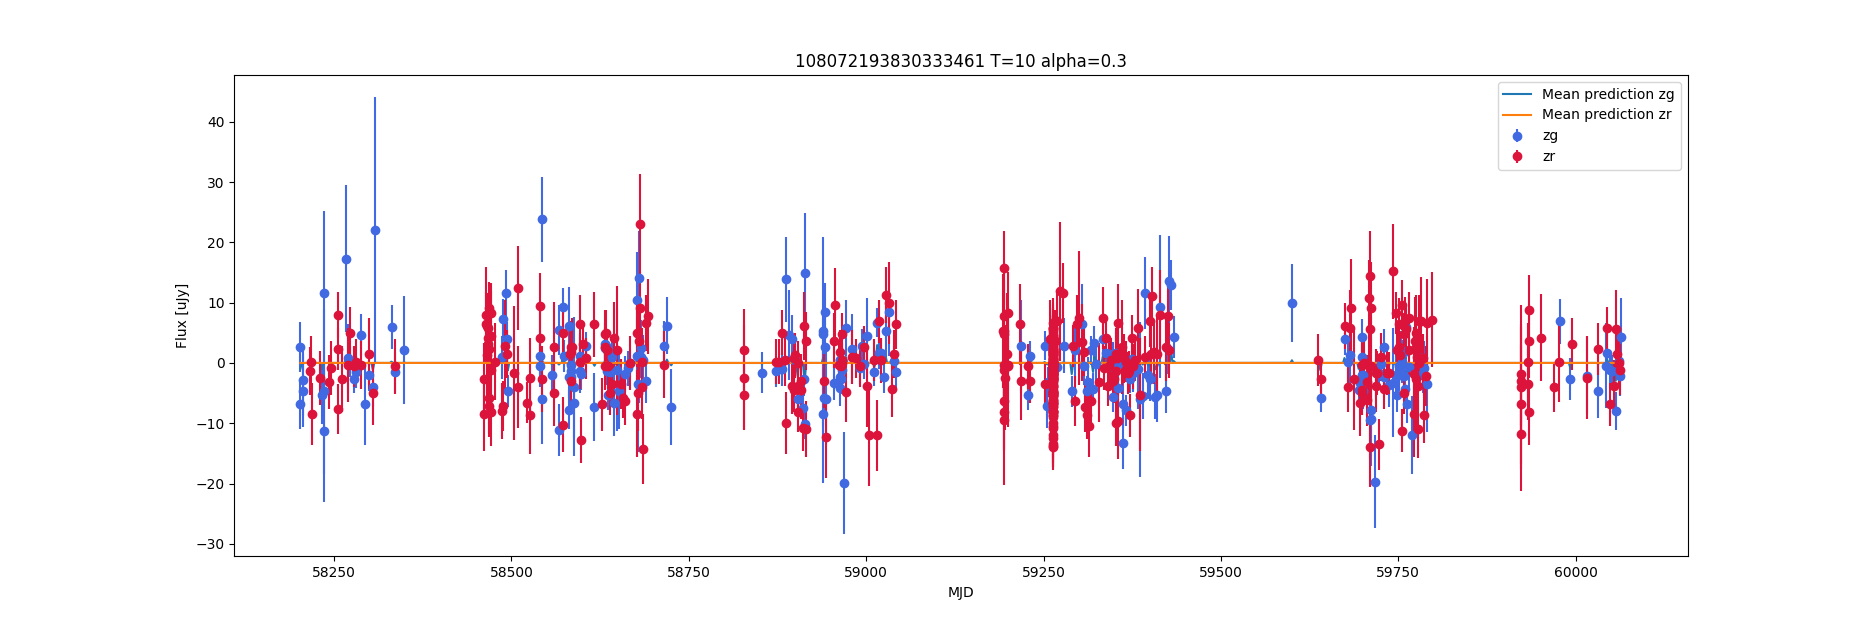 108072193830333461 T=10 alpha=0.3
Mean prediction zg
Mean prediction zr
zg
zr
Flux [uJy]
40
30
20
10
0
−10
−20
−30
58250 58500 58750 59000 59250 59500 59750 60000
MJD